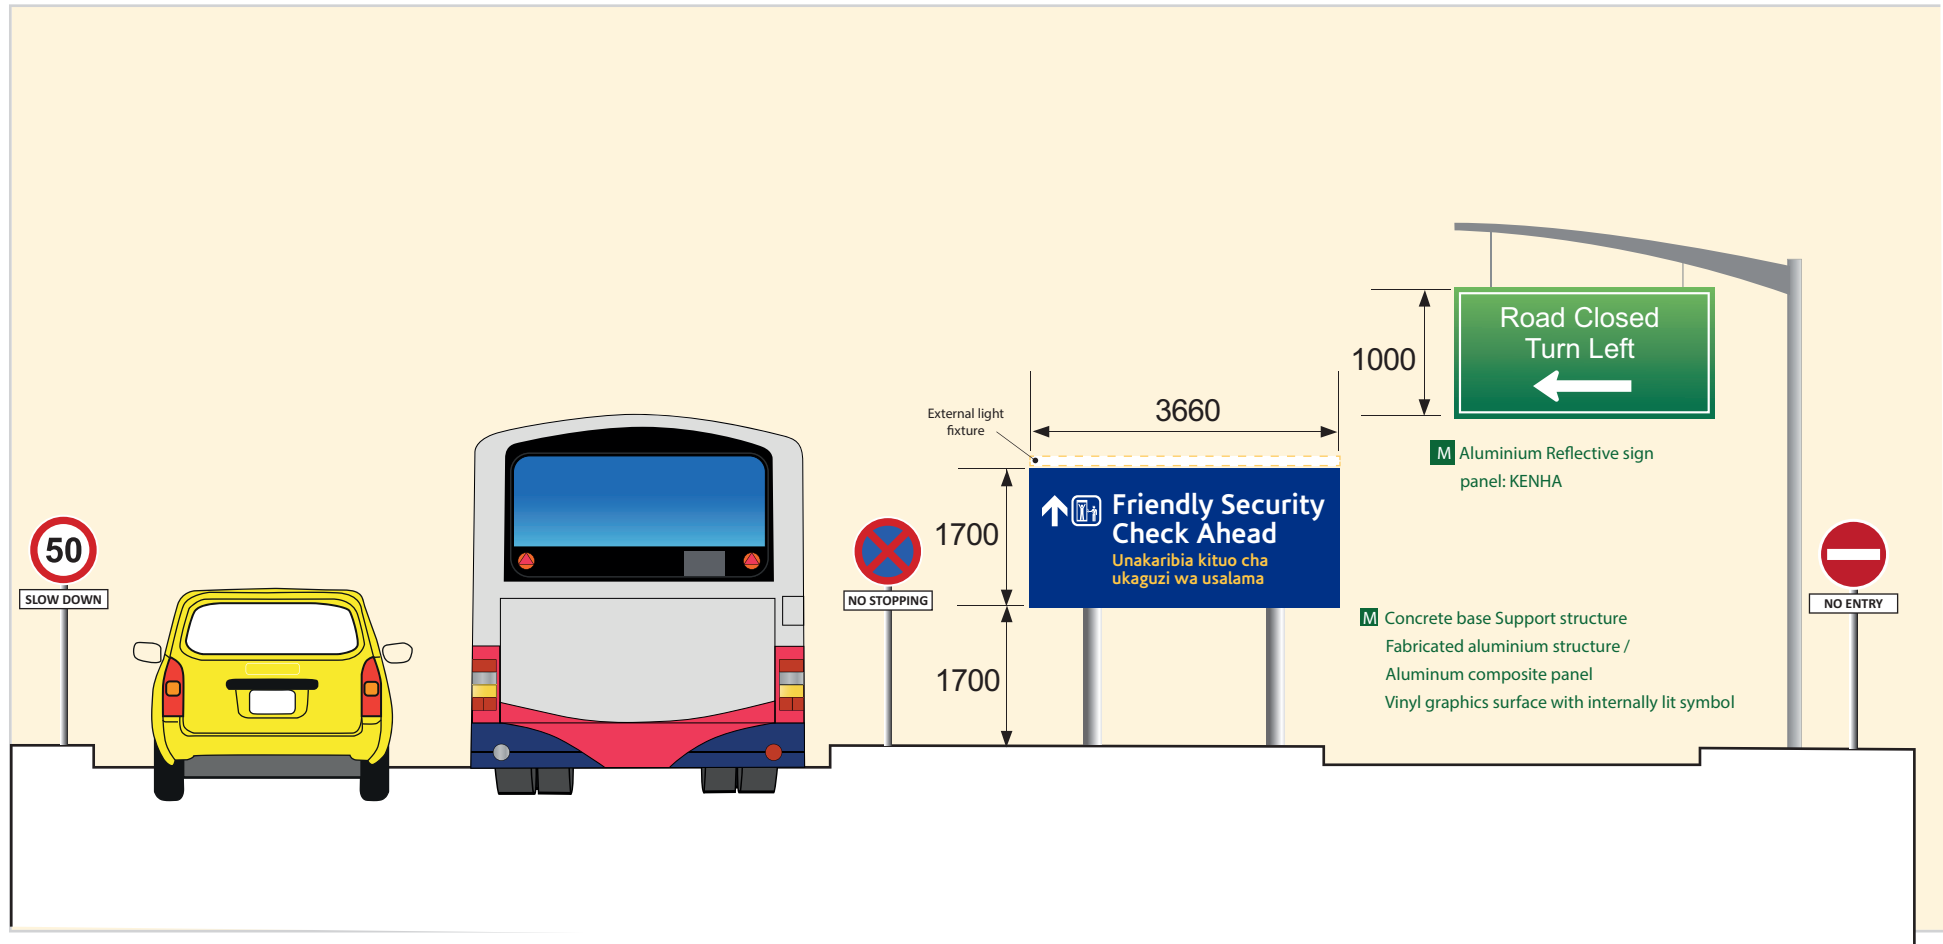 50
SLOW DOWN
NO STOPPING
External light
fixture
3660
1700
1700
Friendly Security
Check Ahead
Unakaribia kituo cha
ukaguzi wa usalama
1000
Road Closed
Turn Left
M Aluminium Reflective sign
panel: KENHA
M Concrete base Support structure
Fabricated aluminium structure /
Aluminum composite panel
Vinyl graphics surface with internally lit symbol
NO ENTRY